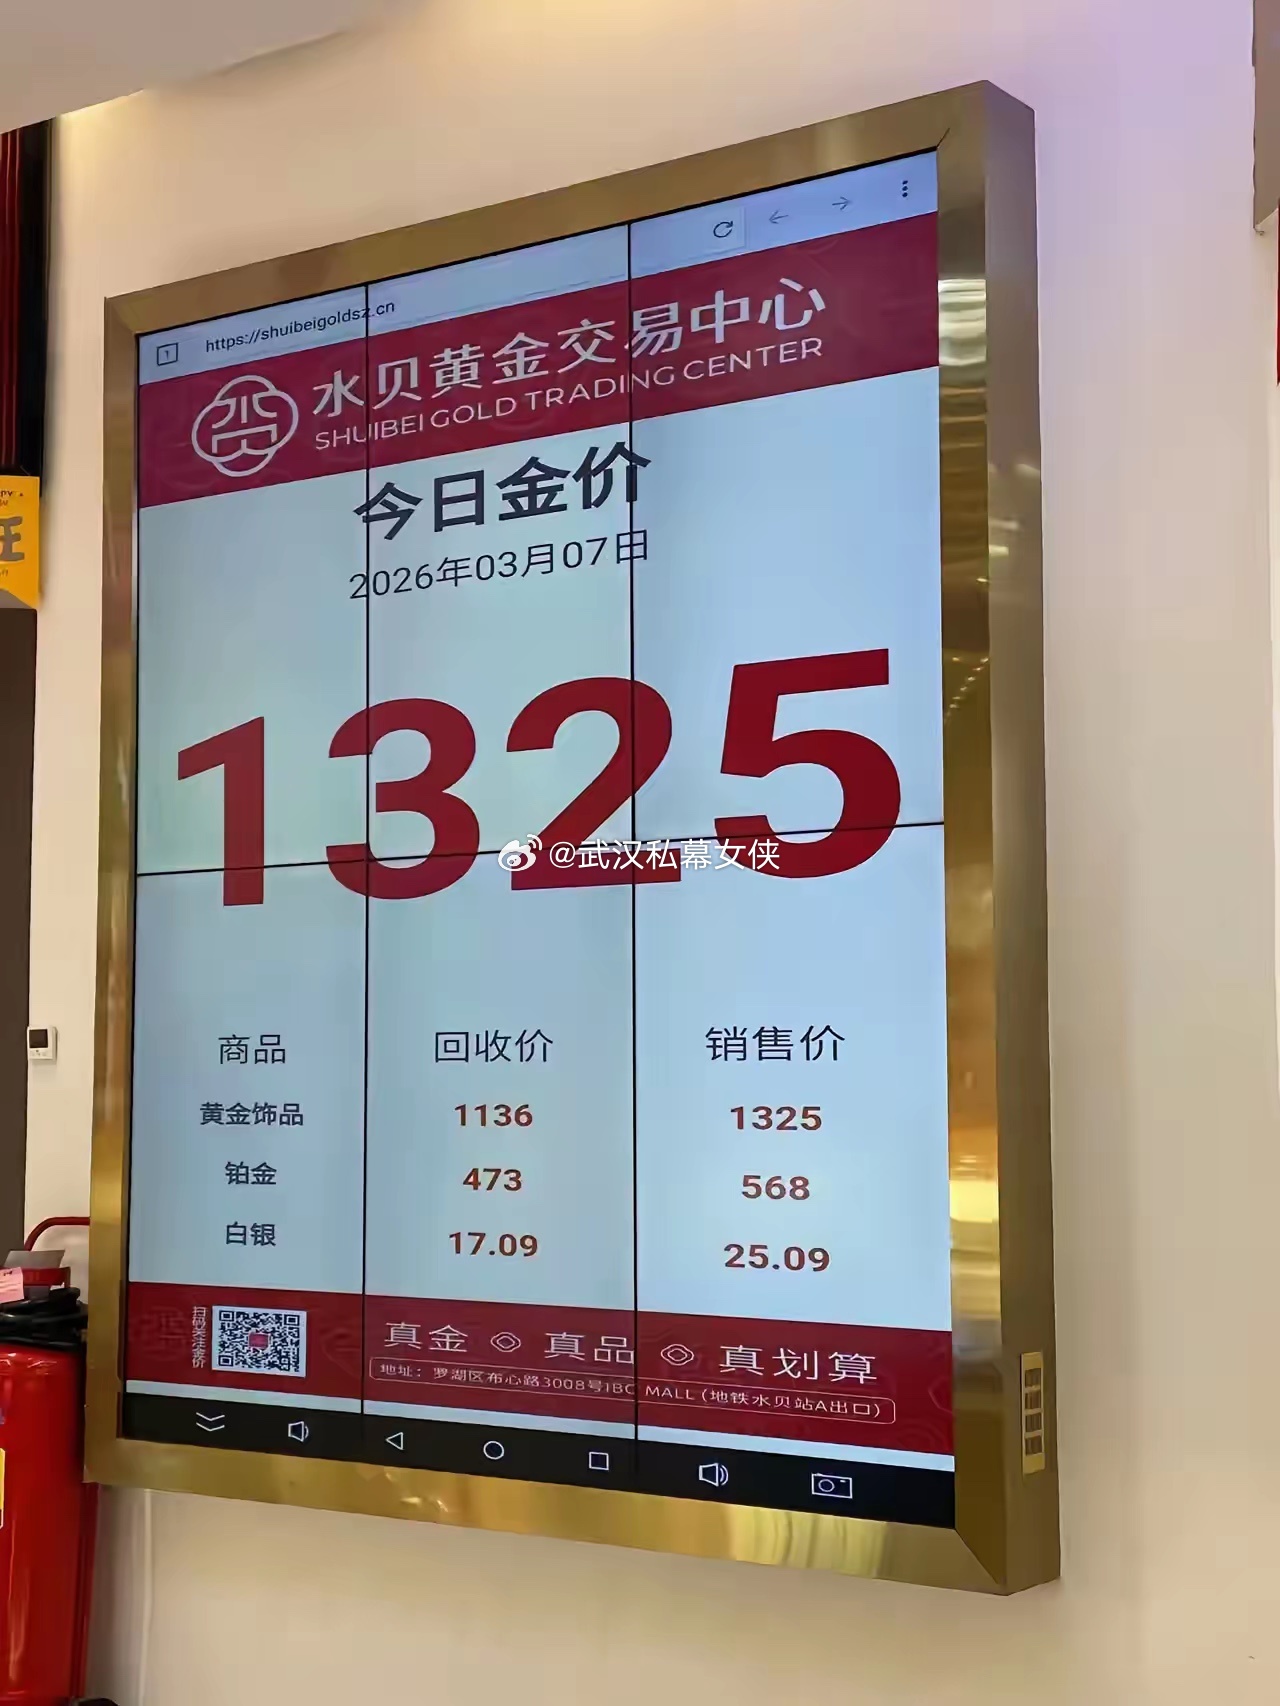 https://shuibeigoldsz.cn
水贝黄金交易中心
SHUIBEI GOLD TRADING CENTER
今日金价
2026年03月07日
1325
@武汉私募女侠
商品 回收价 销售价
黄金饰品 1136 1325
铂金 473 568
白银 17.09 25.09
扫码关注金价
真金 真品 真划算
地址：罗湖区布心路3008号IBC MALL（地铁水贝站A出口）